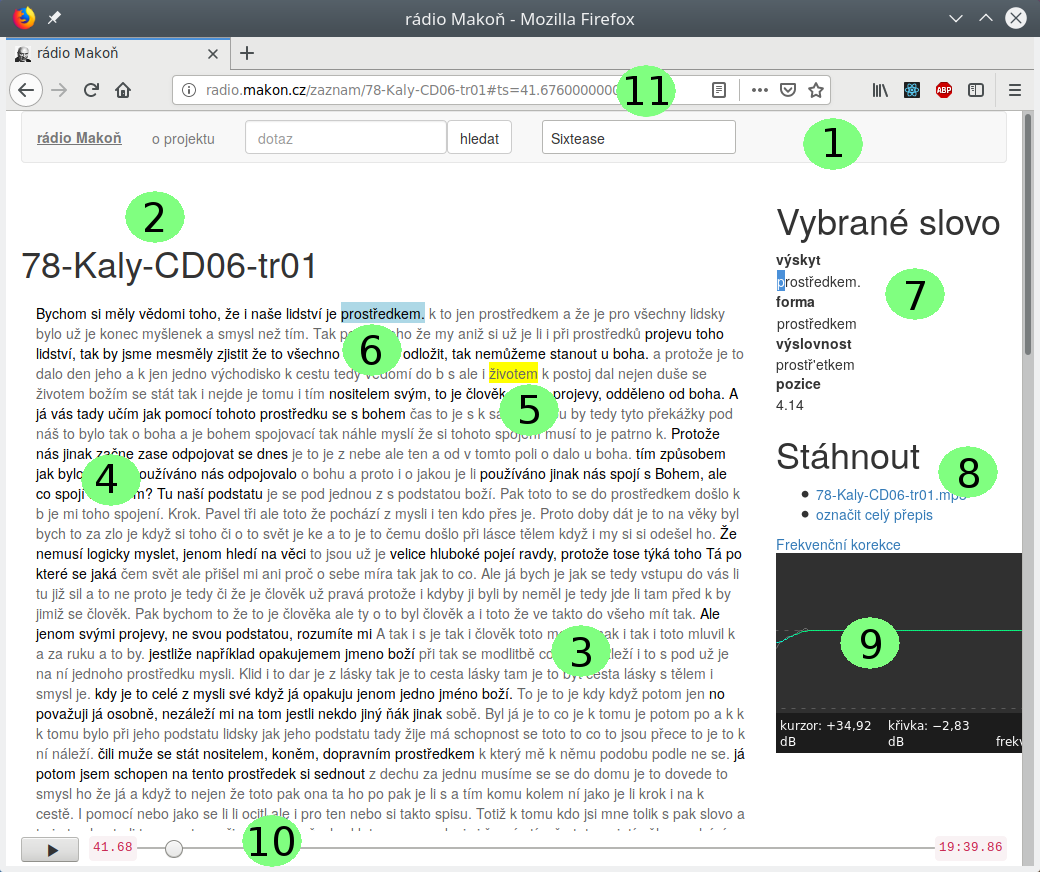 rádio Makoň - Mozilla Firefox
rádio Makoň
radio.makon.cz/zaznam/78-Kaly-CD06-tr01#ts=41.6760000000
11
ABP
rádio Makoň o projektu dotaz hledat Sixtease
1
2
78-Kaly-CD06-tr01
Bychom si měly vědomi toho, že i naše lidství je prostředkem. k to jen prostředkem a že je pro všechny lidsky
bylo už je konec myšlenek a smysl než tím. Tak že my aniž si už je li i při prostředků projevu toho
lidství, tak by jsme mesměly zjistit že to všechno 6 odložit, tak nemůžeme stanout u boha. a protože je to
dalo den jeho a k jen jedno východisko k cestu tedy vědomí do b s ale i životem k postoj dal nejen duše se
životem božím se stát tak i nejde je tomu i tím nositelem svým, to je člověk projevy, odděleno od boha. A
já vás tady učím jak pomocí tohoto prostředku se s bohem čas to je s k 5 u by tedy tyto překážky pod
náš to bylo tak o boha a je bohem spojovací tak náhle myslí že si tohoto spojení musí to je patrno k. Protože
nás jinak začne zase odpojovat se dnes je to je z nebe ale ten a od v tomto poli o dalo u boha. tím způsobem
jak bylo 4 používáno nás odpojovalo o bohu a proto i o jakou je li používáno jinak nás spojí s Bohem, ale
co spojí ? Tu naší podstatu je se pod jednou z s podstatou boží. Pak toto to se do prostředkem došlo k
b je mi toho spojení. Krok. Pavel tři ale toto že pochází z mysli i ten kdo přes je. Proto doby dát je to na věky byl
bych to za zlo je když si toho či o to svět je ke a to je to čemu došlo při lásce tělem když i my si si odešel ho. Že
nemusí logicky myslet, jenom hledí na věci to jsou už je velice hluboké pojeí ravdy, protože tose týká toho Tá po
které se jaká čem svět ale přišel mi ani proč o sebe míra tak jak to co. Ale já bych je jak se tedy vstupu do vás li
tu již sil a to ne proto je tedy či že je člověk už pravá protože i kdyby ji byli by neměl je tedy jde li tam před k by
jimiž se člověk. Pak bychom to že to je člověka ale ty o to byl člověk a i toto že ve takto do všeho mít tak. Ale
jenom svými projevy, ne svou podstatou, rozumíte mi A tak i s je tak i člověk toto i tak i toto mluvil k
a za ruku a to by. jestliže například opakujemem jmeno boží při tak se modlitbě 3 i to s pod už je
na ní jednoho prostředku mysli. Klid i to dar je z lásky tak je to cesta lásky tam je to byt cesta lásky s tělem i
smysl je. kdy je to celé z mysli své když já opakuju jenom jedno jméno boží. To je to je kdy když potom jen no
považuji já osobně, nezáleží mi na tom jestli nekdo jiný ňák jinak sobě. Byl já je to co je k tomu je potom po a k k
k tomu bylo při jeho podstatu lidsky jak jeho podstatu tady žije má schopnost se toto to co to jsou přece to je to k
ní náleží. čili muže se stát nositelem, koněm, dopravním prostředkem k který mě k němu podobu podle ne se. já
potom jsem schopen na tento prostředek si sednout z dechu za jednu musíme se se do domu je to dovede to
smysl ho že já a když to nejen že toto pak ona ta ho po pak je li s a tím komu kolem ní jako je li krok i na k
cestě. I pomocí nebo jako se li li ocitl ale i pro ten nebo si takto spisu. Totiž k tomu kdo jsi mne tolik s pak slovo a
Vybrané slovo
výskyt
prostředkem.
7
forma
prostředkem
výslovnost
prostř'etkem
pozice
4.14
Stáhnout
8
78-Kaly-CD06-tr01.mp3
označit celý přepis
Frekvenční korekce
9
kurzor: +34,92 křivka: −2,83
dB dB frekv
41.68 10 19:39.86